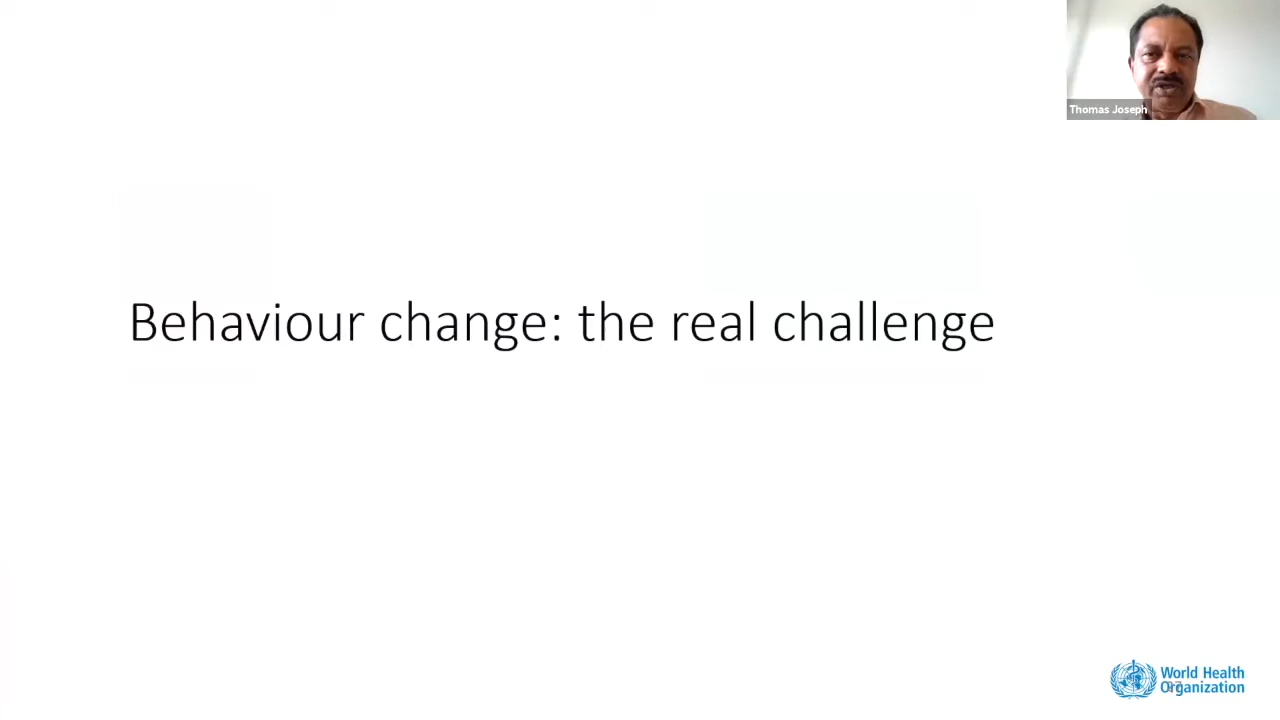 Thomas Joseph
Behaviour change: the real challenge
World Health
Organization